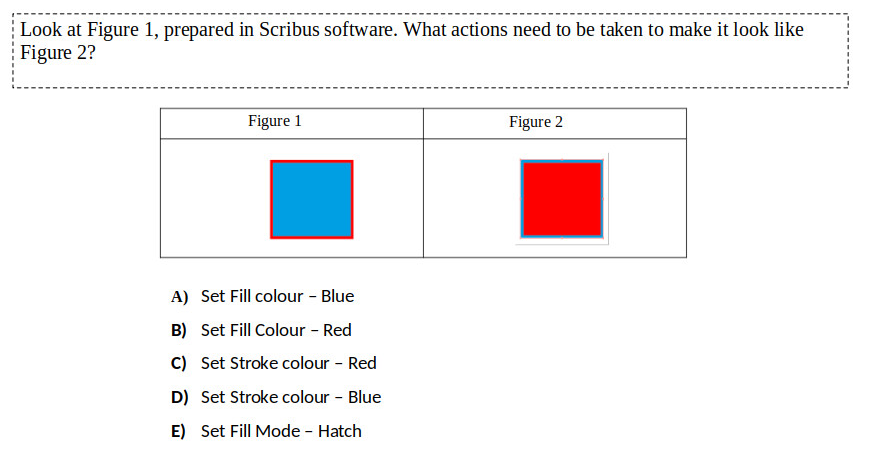 Look at Figure 1, prepared in Scribus software. What actions need to be taken to make it look like
Figure 2?
Figure 1
Figure 2
A) Set Fill colour – Blue
B) Set Fill Colour – Red
C) Set Stroke colour – Red
D) Set Stroke colour – Blue
E) Set Fill Mode – Hatch